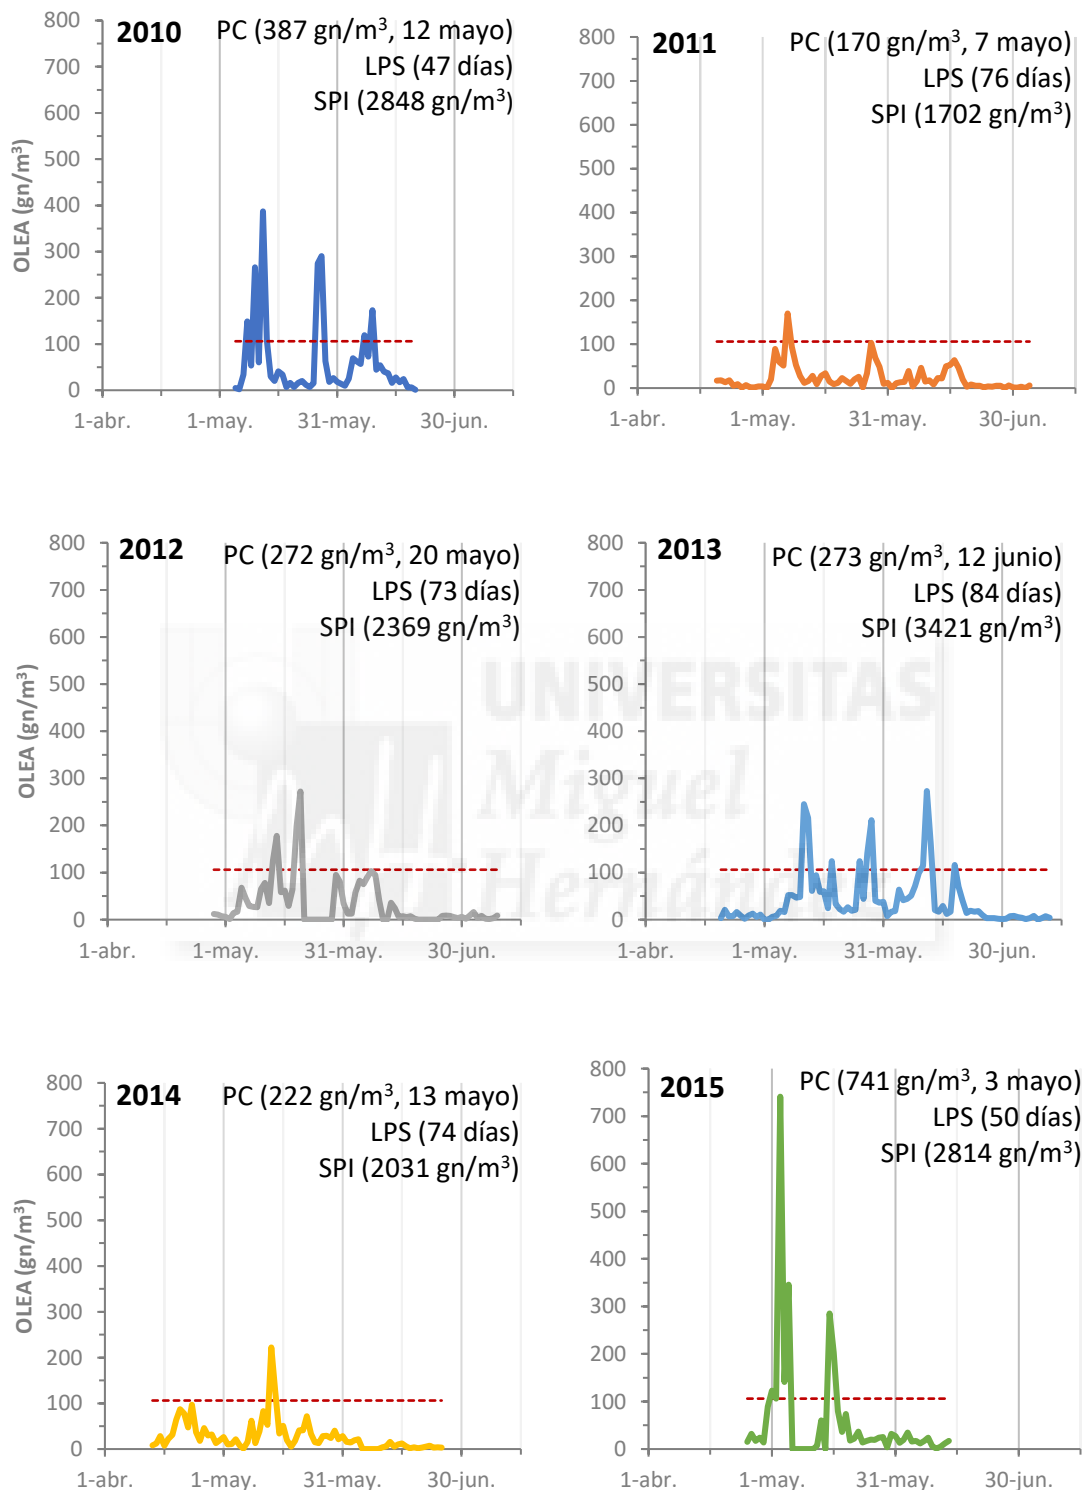 2010
PC (387 gn/m³, 12 mayo)
LPS (47 días)
SPI (2848 gn/m³)
OLEA (gn/m³)
800
700
600
500
400
300
200
100
0
1-abr. 1-may. 31-may. 30-jun.
2011
PC (170 gn/m³, 7 mayo)
LPS (76 días)
SPI (1702 gn/m³)
800
700
600
500
400
300
200
100
0
1-abr. 1-may. 31-may. 30-jun.
2012
PC (272 gn/m³, 20 mayo)
LPS (73 días)
SPI (2369 gn/m³)
OLEA (gn/m³)
800
700
600
500
400
300
200
100
0
1-abr. 1-may. 31-may. 30-jun.
2013
PC (273 gn/m³, 12 junio)
LPS (84 días)
SPI (3421 gn/m³)
800
700
600
500
400
300
200
100
0
1-abr. 1-may. 31-may. 30-jun.
UNIVERSITAS
Miguel
Hernández
2014
PC (222 gn/m³, 13 mayo)
LPS (74 días)
SPI (2031 gn/m³)
OLEA (gn/m³)
800
700
600
500
400
300
200
100
0
1-abr. 1-may. 31-may. 30-jun.
2015
PC (741 gn/m³, 3 mayo)
LPS (50 días)
SPI (2814 gn/m³)
800
700
600
500
400
300
200
100
0
1-abr. 1-may. 31-may. 30-jun.